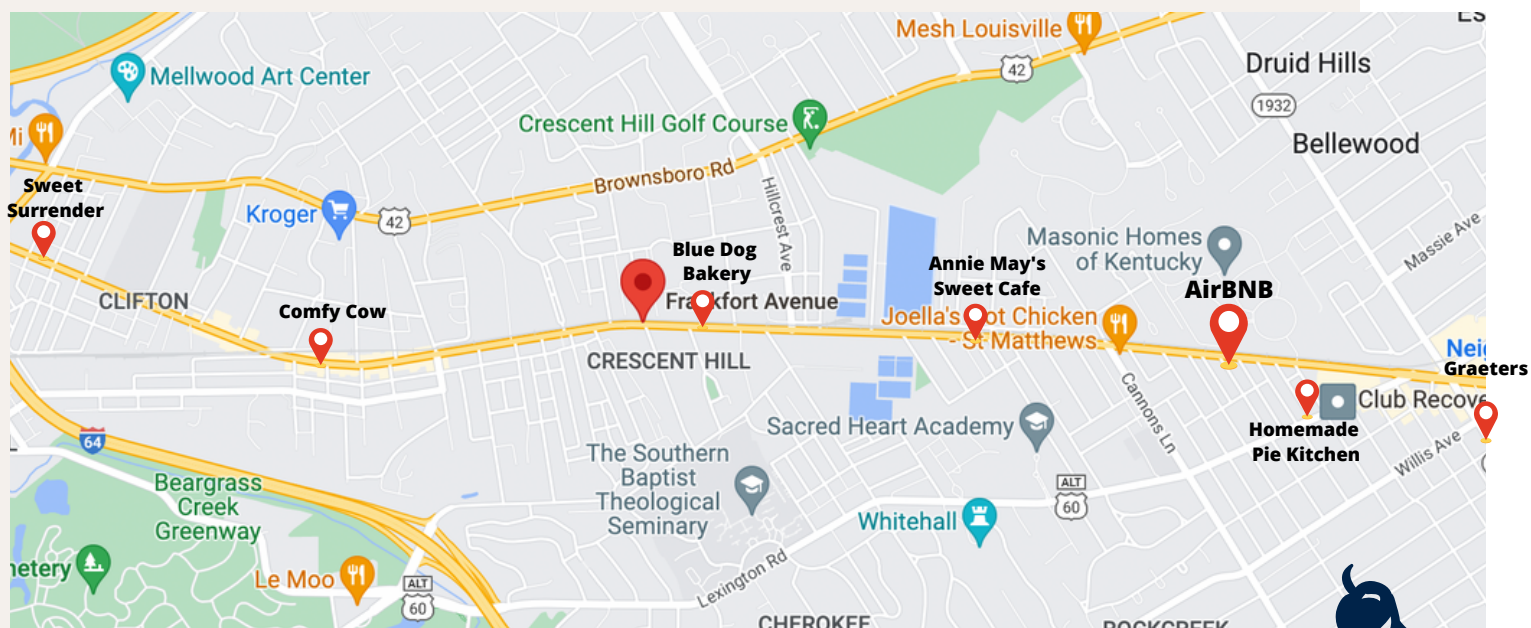 Es
Mesh Louisville
42
Druid Hills
Mellwood Art Center
1932
Crescent Hill Golf Course
Mi
Bellewood
Brownsboro Rd
Sweet
Surrender
Kroger
42
Hillcrest Ave
Massie Ave
Masonic Homes
of Kentucky
Blue Dog
Bakery
Annie May's
Sweet Cafe
AirBNB
CLIFTON
Comfy Cow
Frankfort Avenue
Joella's Hot Chicken
- St Matthews
CRESCENT HILL
Nei
Graeters
Cannons Ln
Club Recove
Homemade
Pie Kitchen
Willis Ave
64
Sacred Heart Academy
The Southern
Baptist
Theological
Seminary
Beargrass
Creek
Greenway
ALT
60
Whitehall
netery
Le Moo
ALT
60
Lexington Rd
CHEROKEE
ROCKCREEK